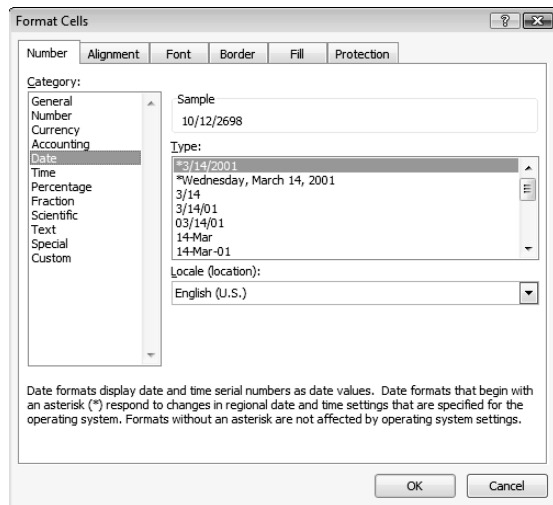 Format Cells
Number Alignment Font Border Fill Protection
Category:
General
Number
Currency
Accounting
Date
Time
Percentage
Fraction
Scientific
Text
Special
Custom
Sample
10/12/2698
Type:
*3/14/2001
*Wednesday, March 14, 2001
3/14
3/14/01
03/14/01
14-Mar
14-Mar-01
Locale (location):
English (U.S.)
Date formats display date and time serial numbers as date values. Date formats that begin with
an asterisk (*) respond to changes in regional date and time settings that are specified for the
operating system. Formats without an asterisk are not affected by operating system settings.
OK Cancel